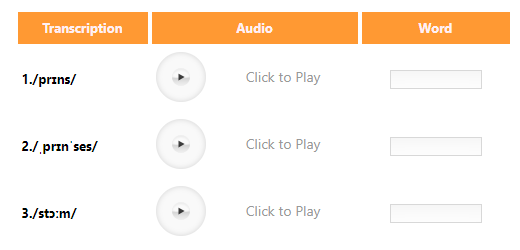 Transcription Audio Word
1./prɪns/ Click to Play
2./ˌprɪnˈses/ Click to Play
3./stɔːm/ Click to Play